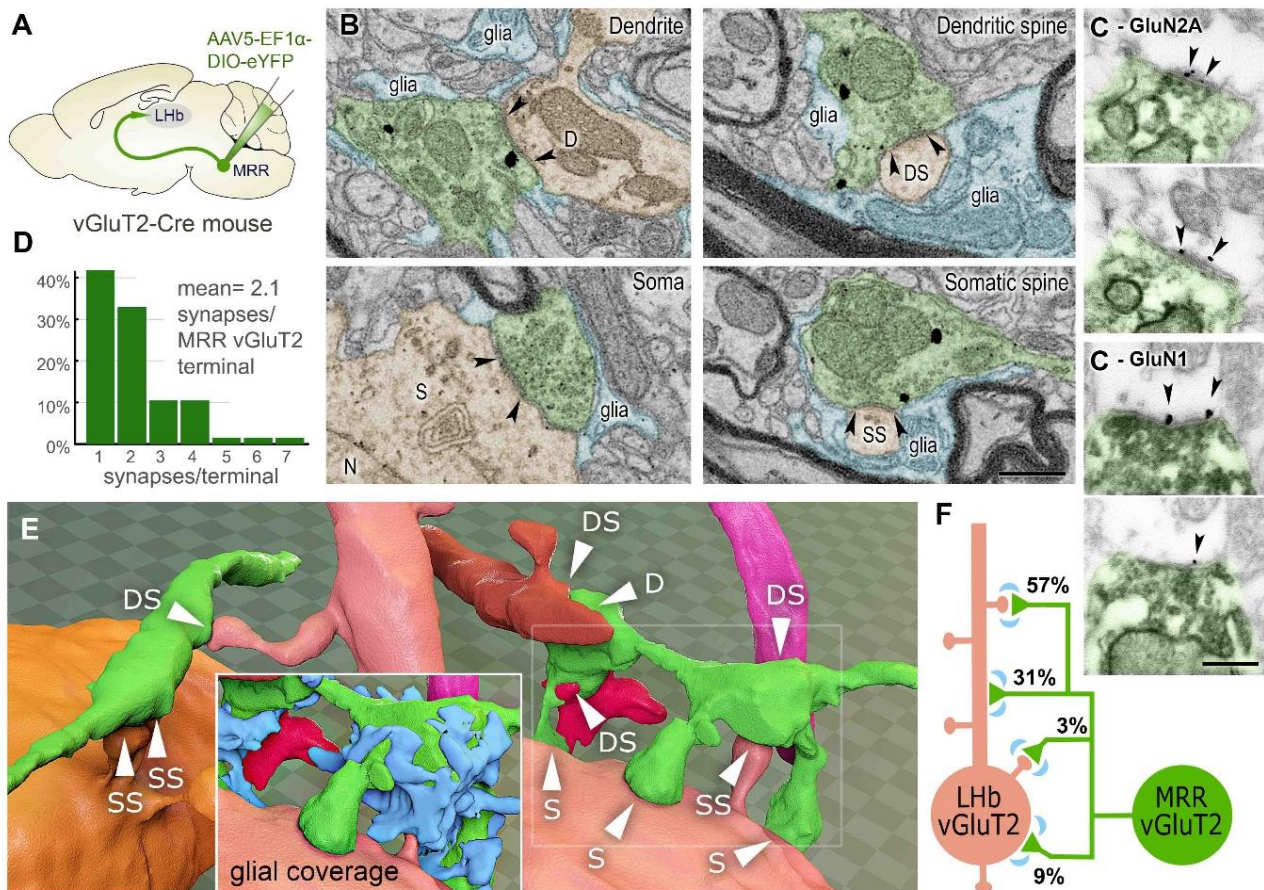 A
AAV5-EF1α-
DIO-eYFP
LHb
MRR
vGluT2-Cre mouse
B
glia
Dendrite
glia
D
Dendritic spine
glia
DS
glia
Soma
S
glia
N
Somatic spine
SS
glia
C - GluN2A
C - GluN1
D
40%
30%
20%
10%
0%
mean= 2.1
synapses/
MRR vGluT2
terminal
1 2 3 4 5 6 7
synapses/terminal
E
DS
DS
D
DS
SS
SS
DS
S
S
SS
S
glial coverage
F
57%
31%
3%
LHb
vGluT2
MRR
vGluT2
9%